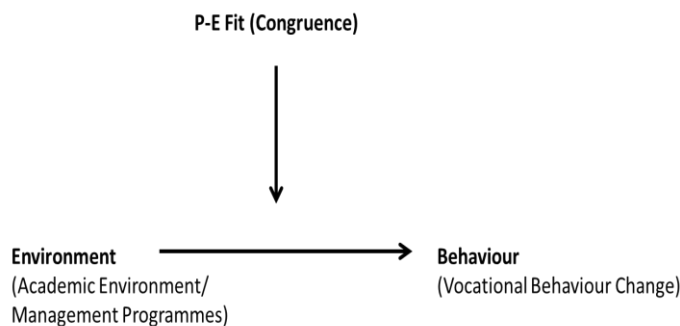 P-E Fit (Congruence)
Environment
(Academic Environment/
Management Programmes)
Behaviour
(Vocational Behaviour Change)